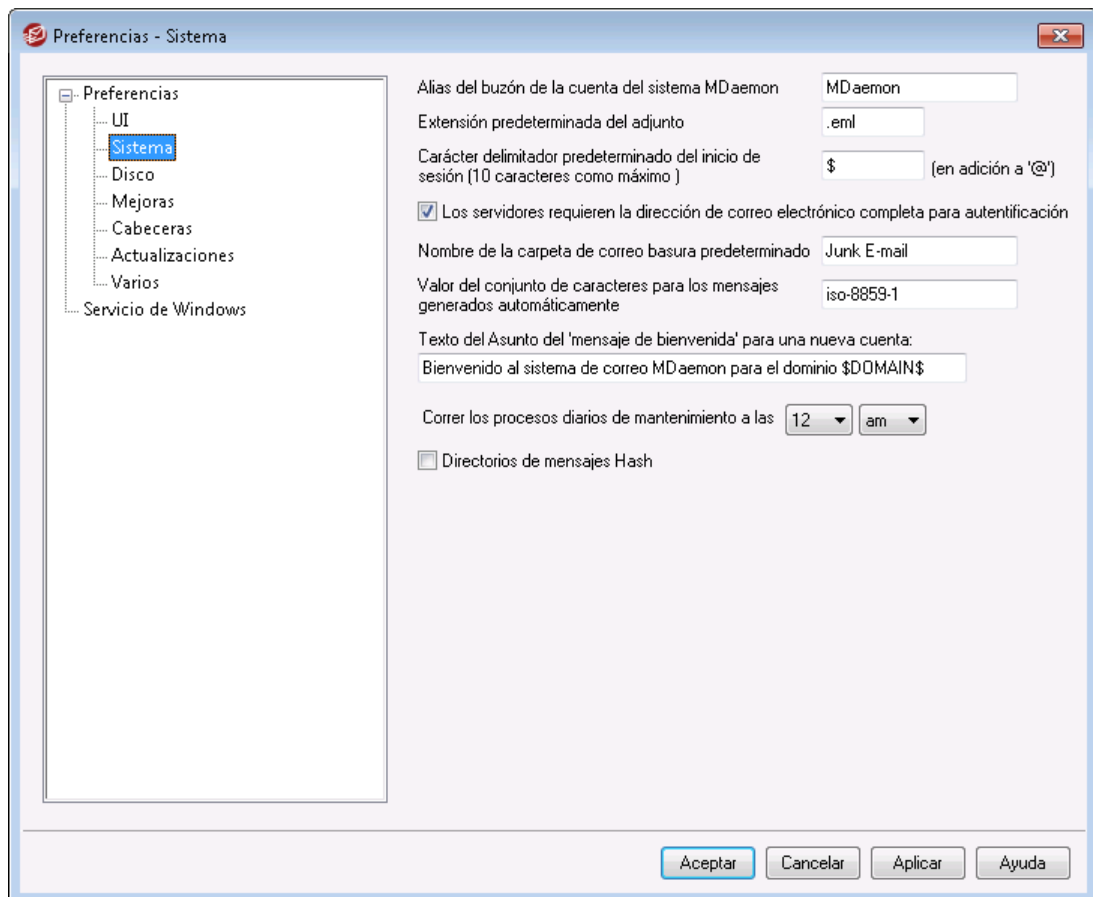 Preferencias - Sistema
Preferencias
UI
Sistema
Disco
Mejoras
Cabeceras
Actualizaciones
Varios
Servicio de Windows
Alias del buzón de la cuenta del sistema MDaemon
MDaemon
Extensión predeterminada del adjunto
.eml
Carácter delimitador predeterminado del inicio de
sesión (10 caracteres como máximo )
$
(en adición a '@')
Los servidores requieren la dirección de correo electrónico completa para autentificación
Nombre de la carpeta de correo basura predeterminado
Junk E-mail
Valor del conjunto de caracteres para los mensajes
generados automáticamente
iso-8859-1
Texto del Asunto del 'mensaje de bienvenida' para una nueva cuenta:
Bienvenido al sistema de correo MDaemon para el dominio $DOMAIN$
Correr los procesos diarios de mantenimiento a las
12
am
Directorios de mensajes Hash
Aceptar
Cancelar
Aplicar
Ayuda